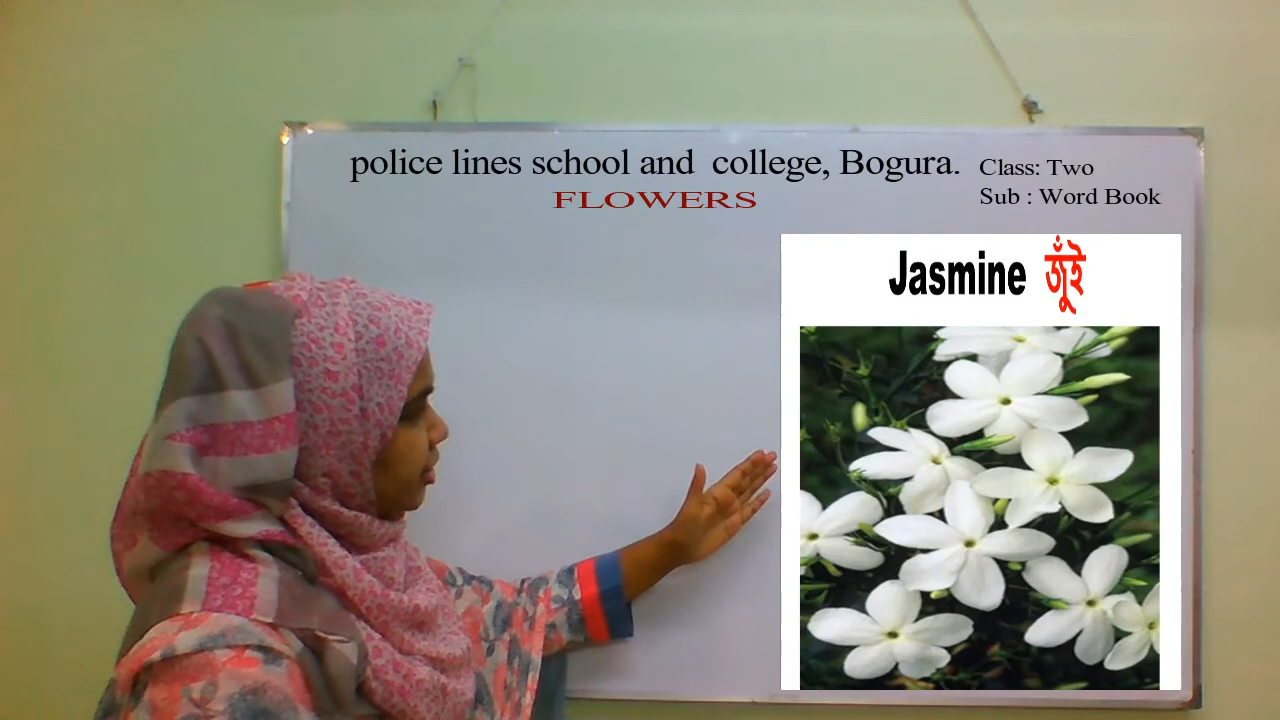 police lines school and college, Bogura.
Class: Two
FLOWERS
Sub : Word Book
Jasmine জুঁই